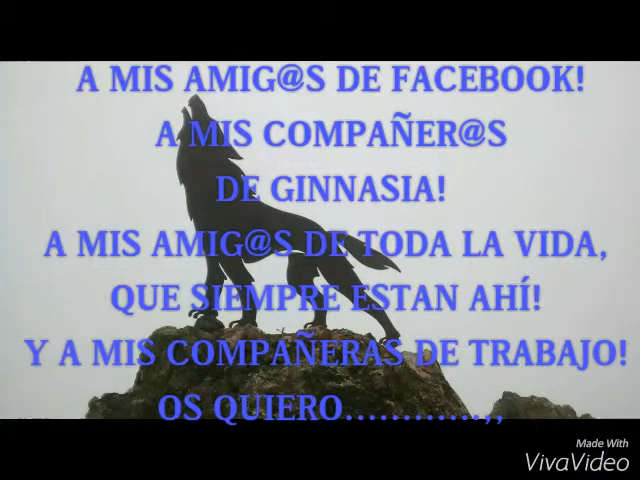 A MIS AMIG@S DE FACEBOOK!
A MIS COMPAÑER@S
DE GINNASIA!
A MIS AMIG@S DE TODA LA VIDA,
QUE SIEMPRE ESTAN AHÍ!
Y A MIS COMPAÑERAS DE TRABAJO!
OS QUIERO............,,
Made With
VivaVideo